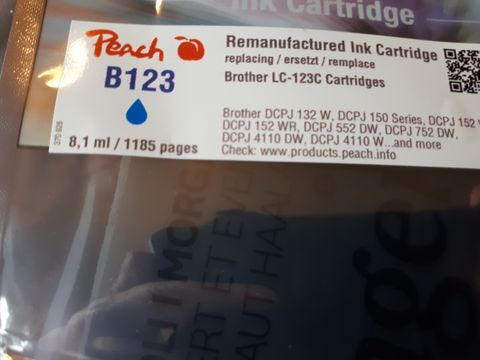 Ink Cartridge
Peach
B123
Remanufactured Ink Cartridge
replacing / ersetzt / remplace
Brother LC-123C Cartridges
Brother DCPJ 132 W, DCPJ 150 Series, DCPJ 152 W
DCPJ 152 WR, DCPJ 552 DW, DCPJ 752 DW,
DCPJ 4110 DW, DCPJ 4110 W...and more
Check: www.products.peach.info
8,1 ml / 1185 pages